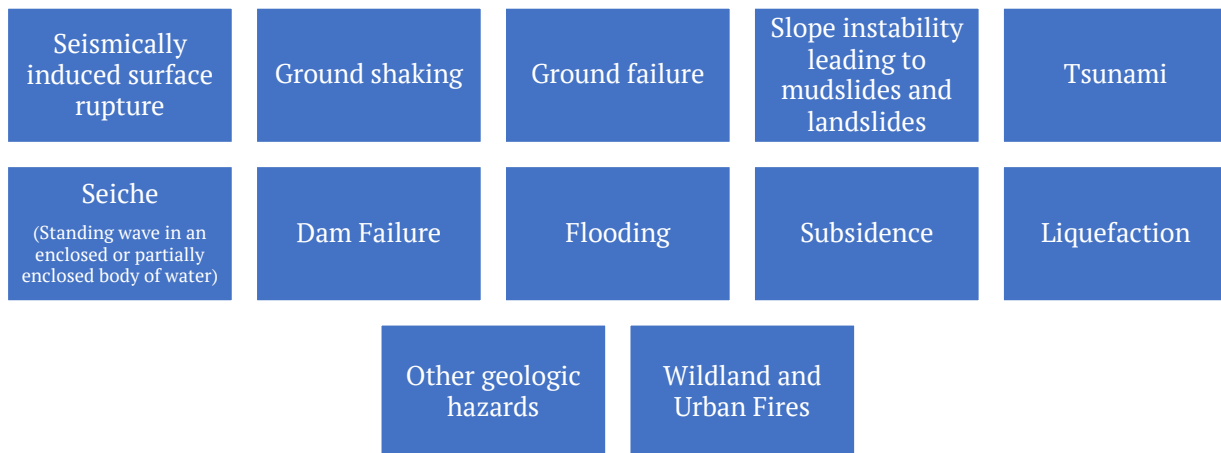 Seismically
induced surface
rupture
Ground shaking
Ground failure
Slope instability
leading to
mudslides and
landslides
Tsunami
Seiche
(Standing wave in an
enclosed or partially
enclosed body of water)
Dam Failure
Flooding
Subsidence
Liquefaction
Other geologic
hazards
Wildland and
Urban Fires